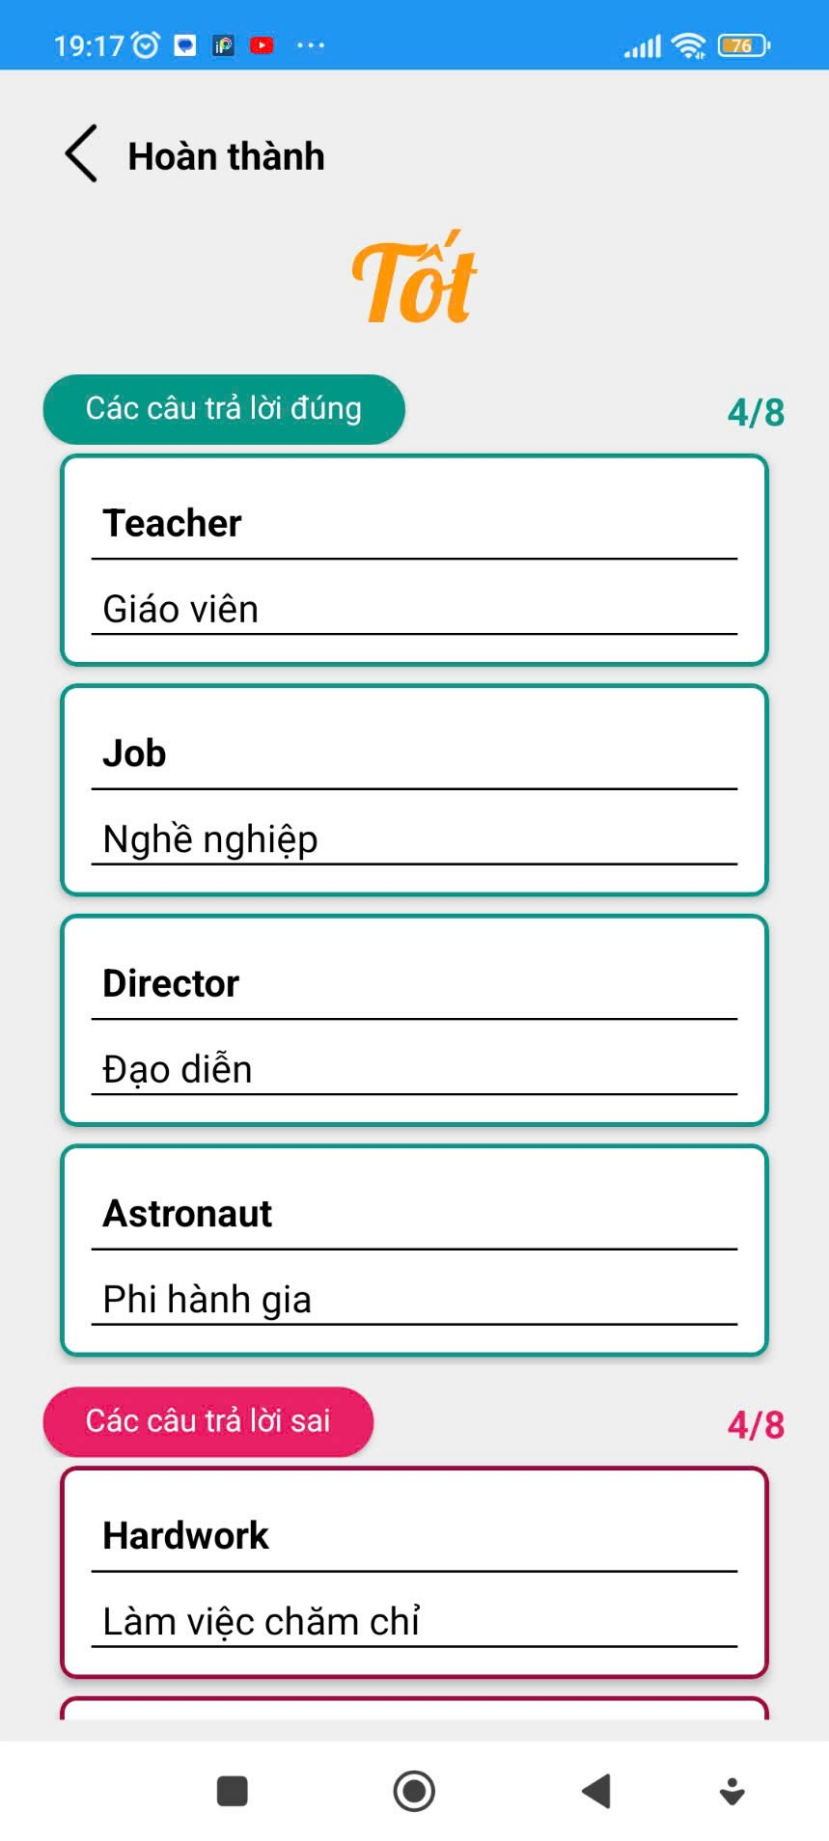 19:17
76
Hoàn thành
Tốt
Các câu trả lời đúng
4/8
Teacher
Giáo viên
Job
Nghề nghiệp
Director
Đạo diễn
Astronaut
Phi hành gia
Các câu trả lời sai
4/8
Hardwork
Làm việc chăm chỉ